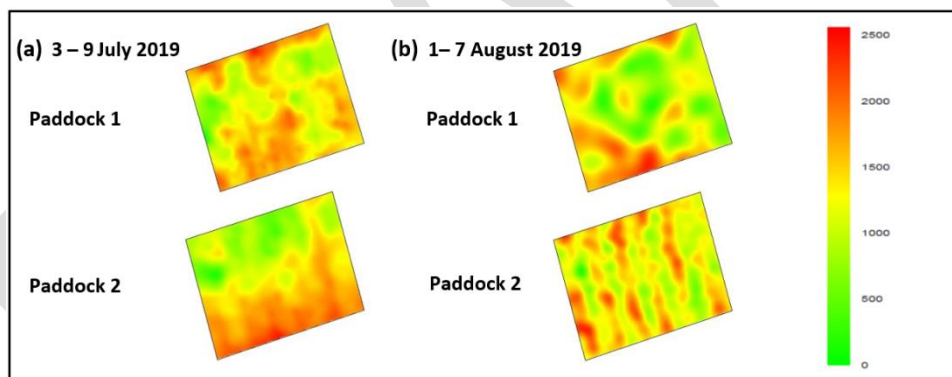 (a) 3 – 9 July 2019
(b) 1– 7 August 2019
Paddock 1
Paddock 1
Paddock 2
Paddock 2
2500
2000
1500
1000
500
0